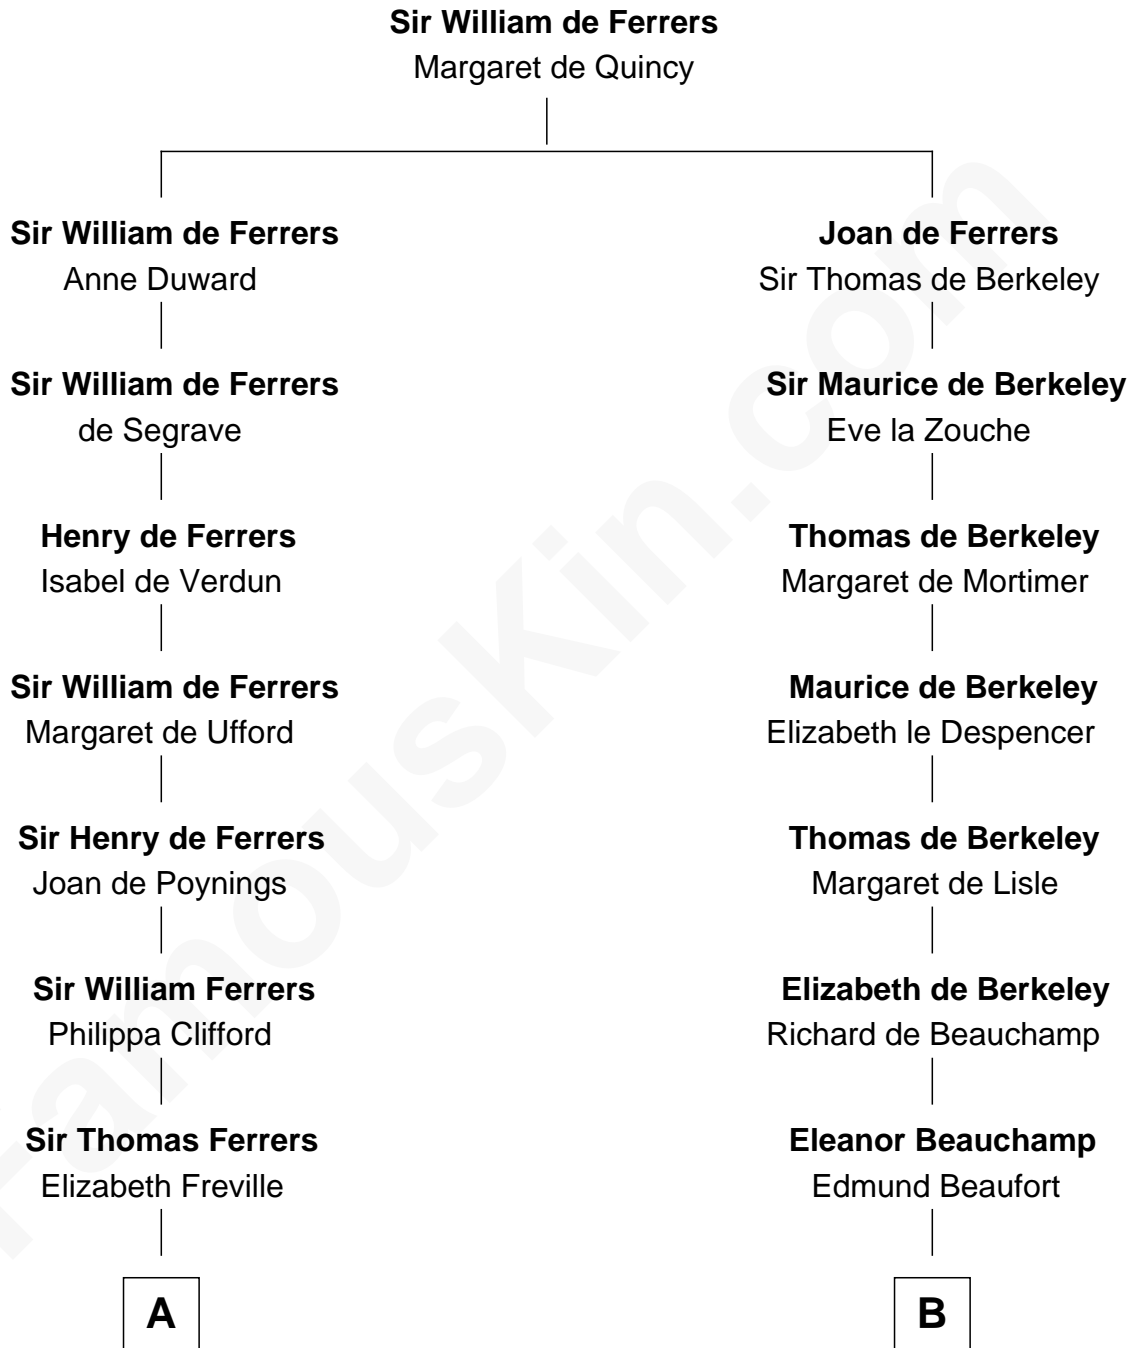 Sir William de Ferrers
Margaret de Quincy
Sir William de Ferrers
Anne Duward
Joan de Ferrers
Sir Thomas de Berkeley
Sir William de Ferrers
de Segrave
Sir Maurice de Berkeley
Eve la Zouche
Henry de Ferrers
Isabel de Verdun
Thomas de Berkeley
Margaret de Mortimer
Sir William de Ferrers
Margaret de Ufford
Maurice de Berkeley
Elizabeth le Despencer
Sir Henry de Ferrers
Joan de Poynings
Thomas de Berkeley
Margaret de Lisle
Sir William Ferrers
Philippa Clifford
Elizabeth de Berkeley
Richard de Beauchamp
Sir Thomas Ferrers
Elizabeth Freville
Eleanor Beauchamp
Edmund Beaufort
A
B
FamousKin.com